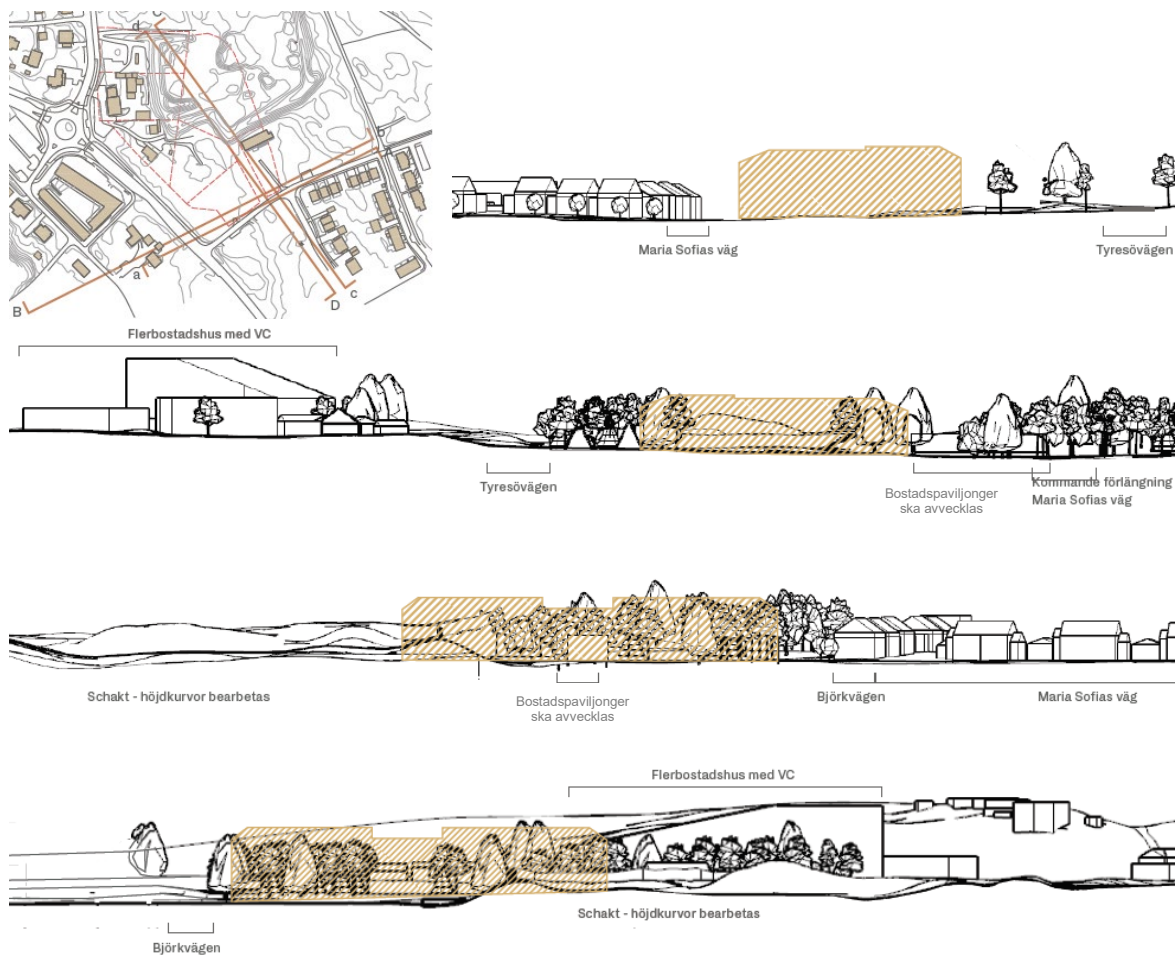 C
d
a
B
D
c
Maria Sofias väg
Tyresövägen
Flerbostadshus med VC
Tyresövägen
Bostadspaviljonger
ska avvecklas
Kommande förlängning
Maria Sofias väg
Schakt - höjdkurvor bearbetas
Bostadspaviljonger
ska avvecklas
Björkvägen
Maria Sofias väg
Flerbostadshus med VC
Schakt - höjdkurvor bearbetas
Björkvägen